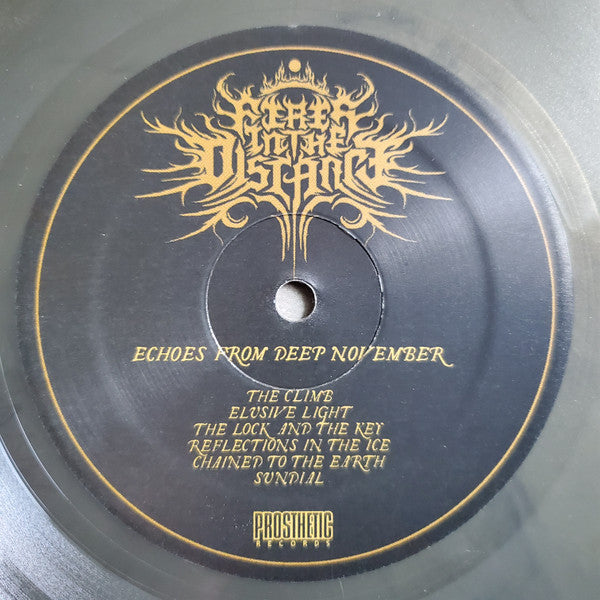 FIRES
IN THE
DISTANCE
ECHOES FROM DEEP NOVEMBER
THE CLIMB
ELUSIVE LIGHT
THE LOCK AND THE KEY
REFLECTIONS IN THE ICE
CHAINED TO THE EARTH
SUNDIAL
PROSTHETIC
RECORDS